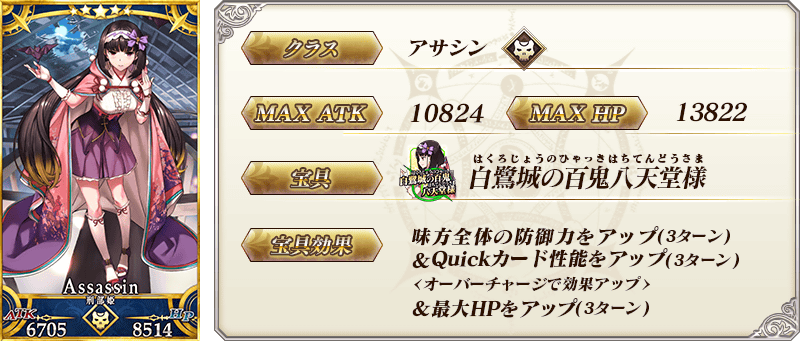 Assassin
刑部姫
ATK
6705
HP
8514
クラス
アサシン
MAX ATK
10824
MAX HP
13822
宝具
白鷺城の百鬼
八天堂様
はくろじょうのひゃっきはちてんどうさま
白鷺城の百鬼八天堂様
宝具効果
味方全体の防御力をアップ(3ターン)
&Quickカード性能をアップ(3ターン)
<オーバーチャージで効果アップ>
&最大HPをアップ(3ターン)